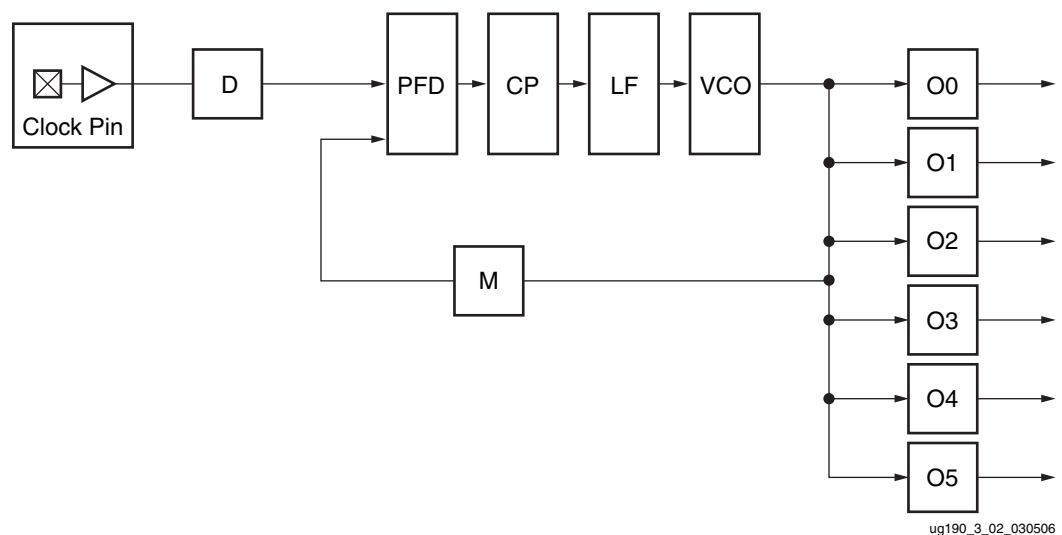 Clock Pin
D
PFD
CP
LF
VCO
M
O0
O1
O2
O3
O4
O5
ug190_3_02_030506